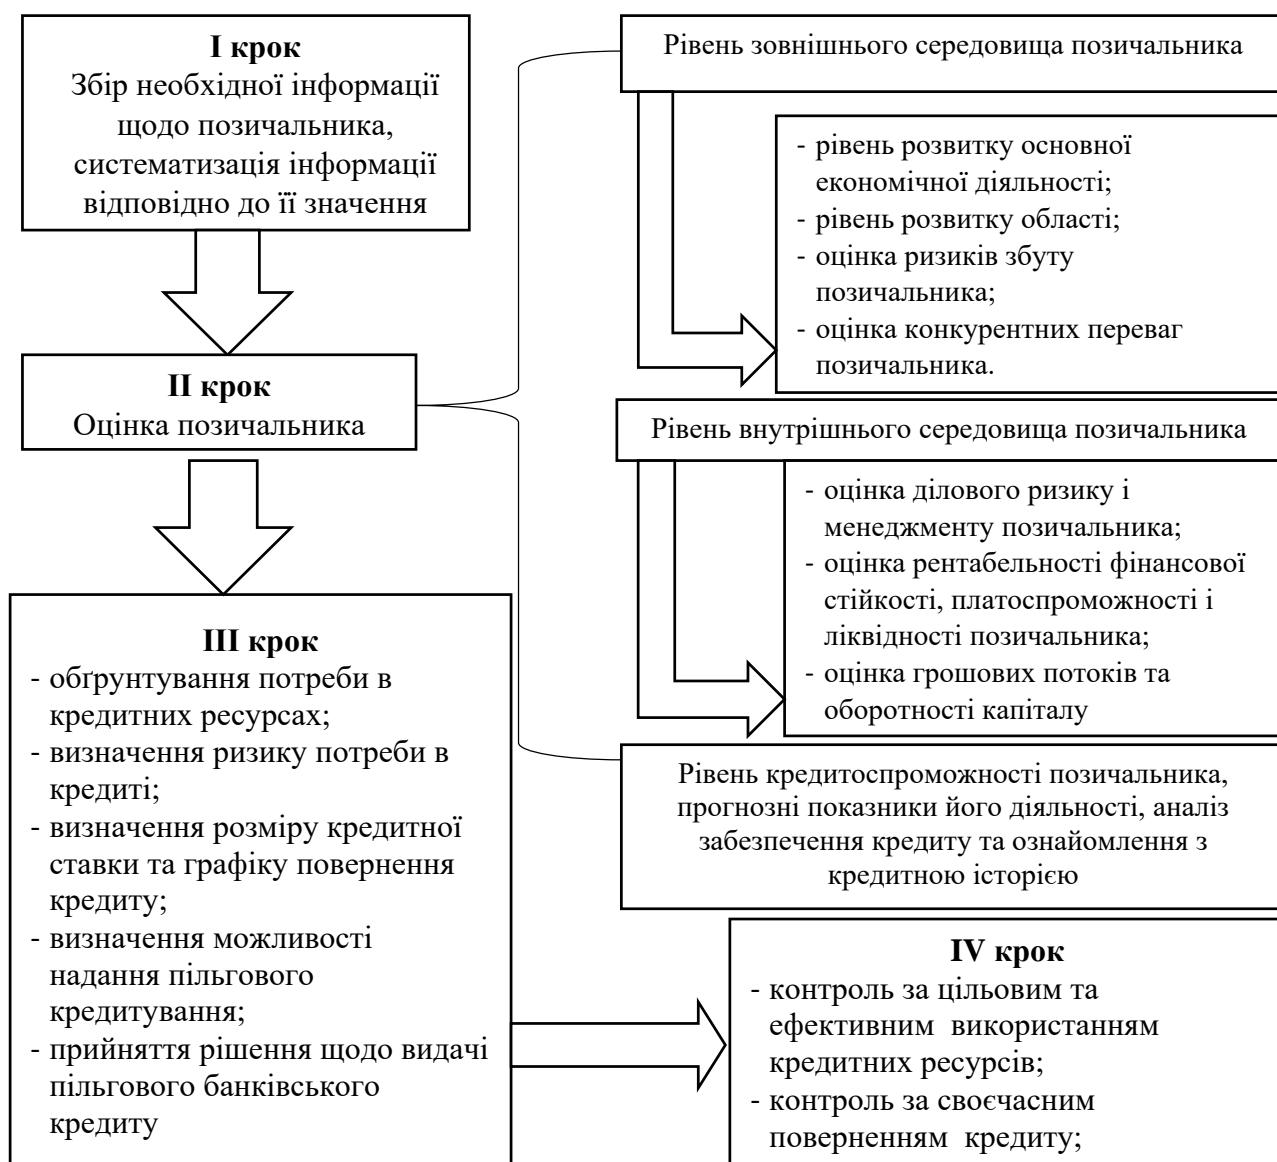 I крок
Збір необхідної інформації
щодо позичальника,
систематизація інформації
відповідно до її значення
II крок
Оцінка позичальника
Рівень зовнішнього середовища позичальника
- рівень розвитку основної
економічної діяльності;
- рівень розвитку області;
- оцінка ризиків збуту
позичальника;
- оцінка конкурентних переваг
позичальника.
Рівень внутрішнього середовища позичальника
- оцінка ділового ризику і
менеджменту позичальника;
- оцінка рентабельності фінансової
стійкості, платоспроможності і
ліквідності позичальника;
- оцінка грошових потоків та
оборотності капіталу
Рівень кредитоспроможності позичальника,
прогнозні показники його діяльності, аналіз
забезпечення кредиту та ознайомлення з
кредитною історією
III крок
- обґрунтування потреби в
кредитних ресурсах;
- визначення ризику потреби в
кредиті;
- визначення розміру кредитної
ставки та графіку повернення
кредиту;
- визначення можливості
надання пільгового
кредитування;
- прийняття рішення щодо видачі
пільгового банківського
кредиту
IV крок
- контроль за цільовим та
ефективним використанням
кредитних ресурсів;
- контроль за своєчасним
поверненням кредиту;